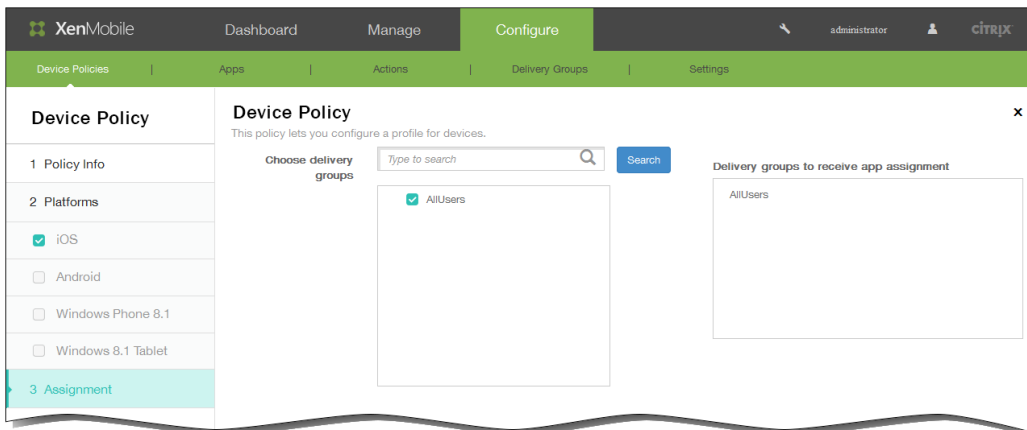 XenMobile Dashboard Manage Configure administrator CİTRIX
Device Policies | Apps | Actions | Delivery Groups | Settings
Device Policy
1 Policy Info
2 Platforms
iOS
Android
Windows Phone 8.1
Windows 8.1 Tablet
3 Assignment
Device Policy x
This policy lets you configure a profile for devices.
Choose delivery
groups
Type to search
Search
AllUsers
Delivery groups to receive app assignment
AllUsers